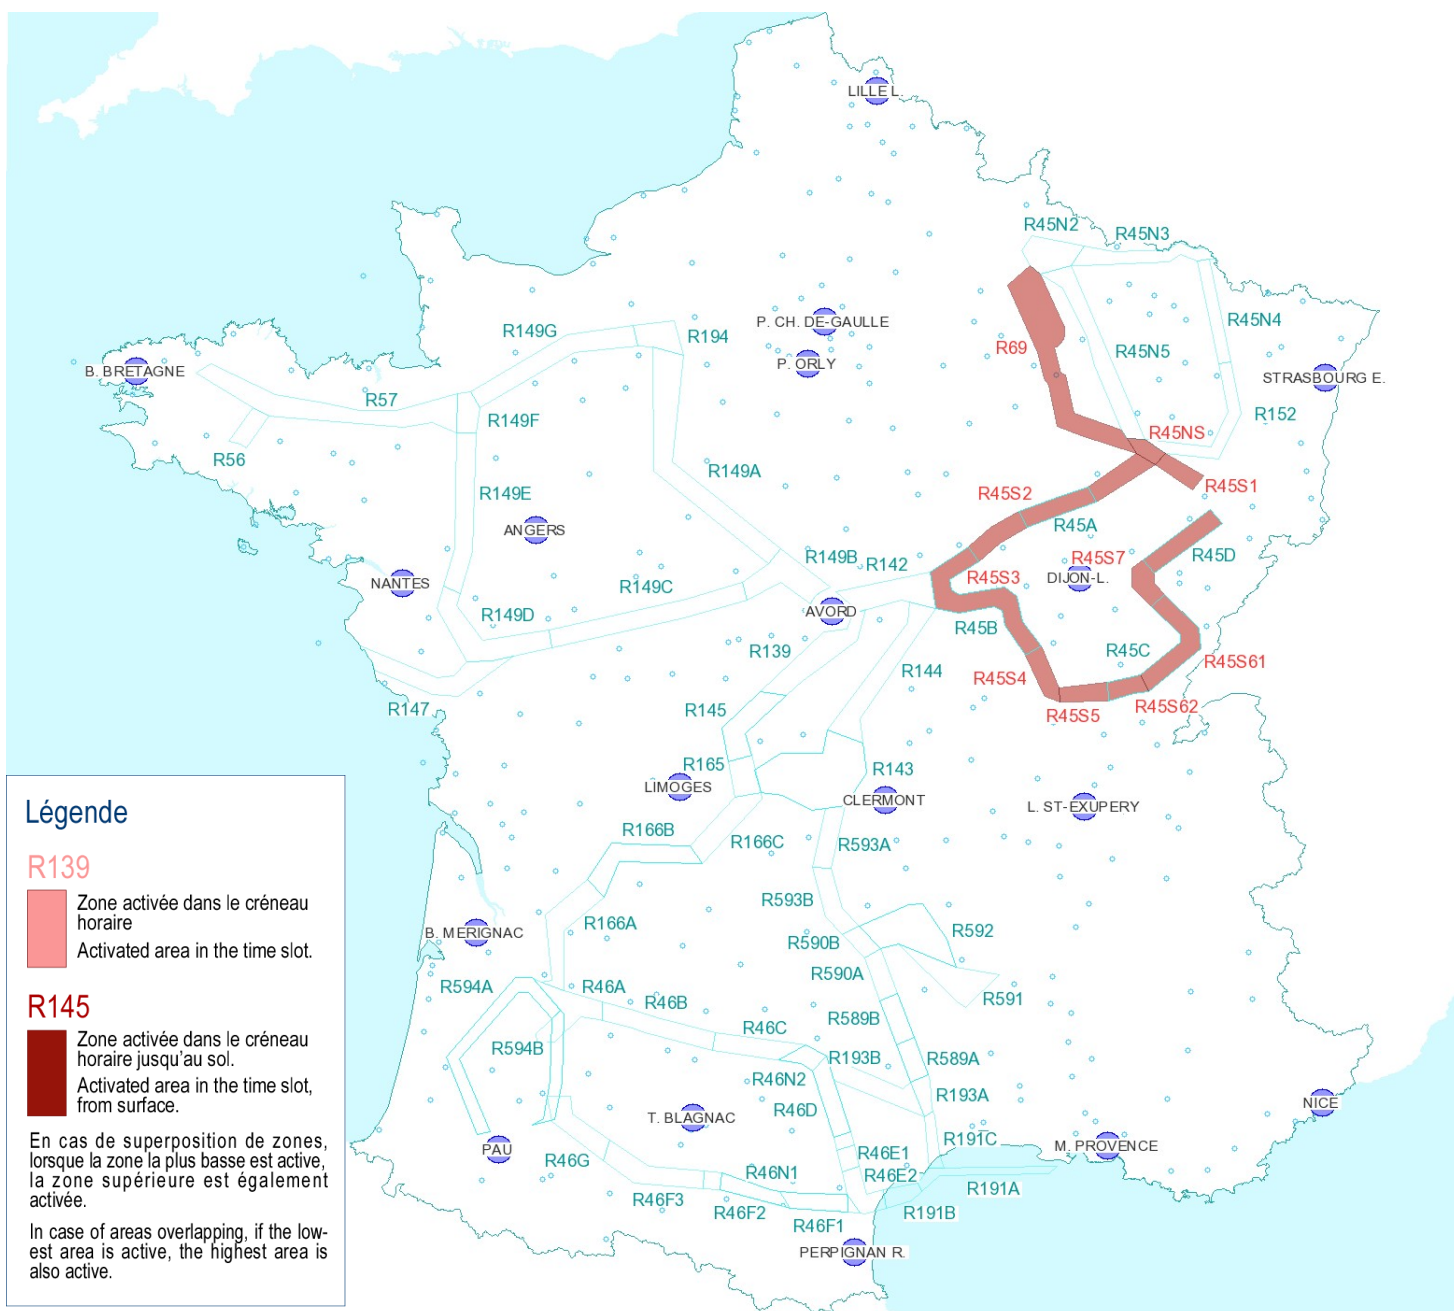 LILLE L.
R45N2
R45N3
P. CH. DE-GAULLE
R149G
R194
R45N4
R69
R45N5
P. ORLY
B. BRETAGNE
STRASBOURG E.
R57
R149F
R152
R45NS
R56
R149A
R149E
R45S2
R45S1
ANGERS
R45A
R149B
R142
R45S7
R45D
NANTES
R149C
R45S3
DIJON-L.
R149D
AVORD
R45B
R139
R45C
R144
R45S4
R45S61
R147
R145
R45S5
R45S62
R165
R143
LIMOGES
CLERMONT
L. ST-EXUPERY
R166B
R166C
R593A
R593B
R166A
B. MERIGNAC
R590B
R592
R594A
R46A
R590A
R591
R46B
R46C
R589B
R594B
R193B
R589A
R46N2
R193A
R46D
NICE
T. BLAGNAC
PAU
R191C
M. PROVENCE
R46G
R46E1
R46N1
R46E2
R191A
R46F3
R46F2
R46F1
R191B
PERPIGNAN R.
Légende
R139
Zone activée dans le créneau
horaire
Activated area in the time slot.
R145
Zone activée dans le créneau
horaire jusqu'au sol.
Activated area in the time slot,
from surface.
En cas de superposition de zones,
lorsque la zone la plus basse est active,
la zone supérieure est également
activée.
In case of areas overlapping, if the low-
est area is active, the highest area is
also active.